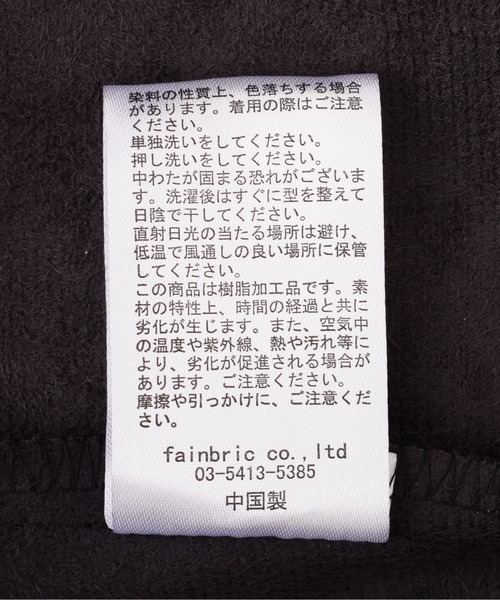 染料の性質上、色落ちする場合
があります。着用の際はご注意
ください。
単独洗いをしてください。
押し洗いをしてください。
中わたが固まる恐れがございま
す。洗濯後はすぐに型を整えて
日陰で干してください。
直射日光の当たる場所は避け、
低温で風通しの良い場所に保管
してください。
この商品は樹脂加工品です。素
材の特性上、時間の経過と共に
劣化が生じます。また、空気中
の温度や紫外線、熱や汚れ等に
より、劣化が促進される場合が
あります。ご注意ください。
摩擦や引っかけに、ご注意くだ
さい。
fainbric co.,ltd
03-5413-5385
中国製